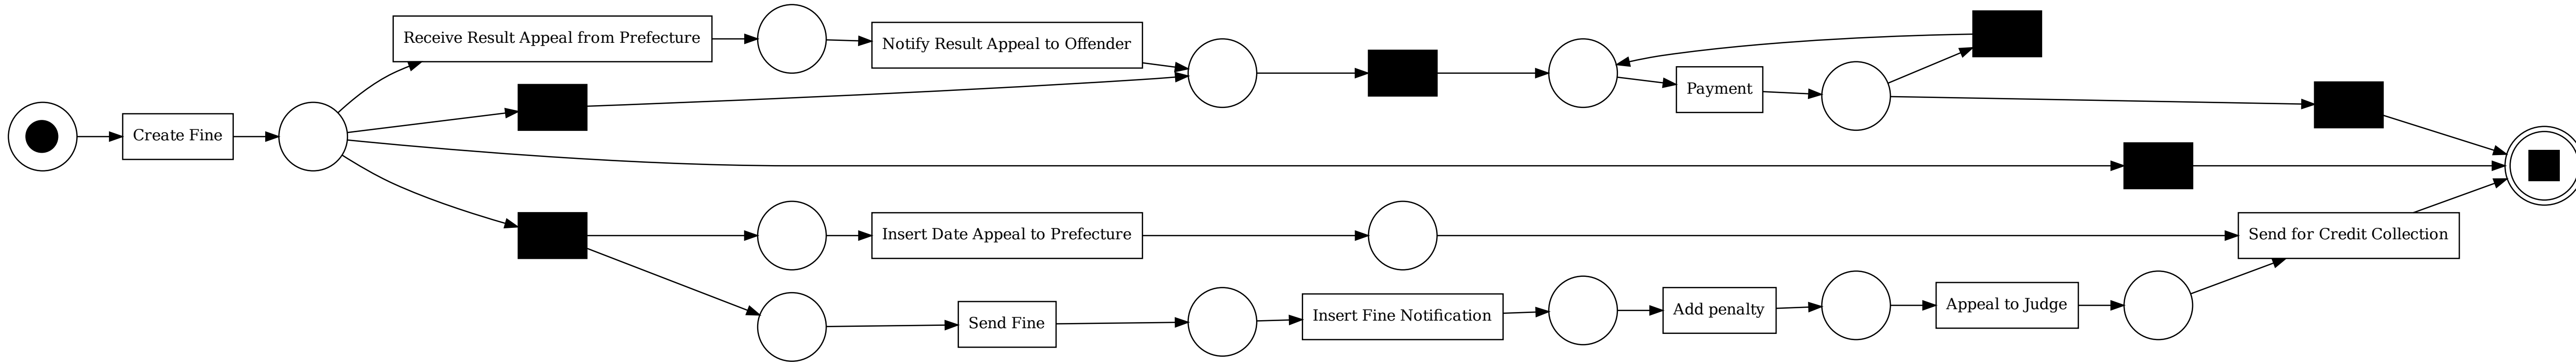 Receive Result Appeal from Prefecture
Notify Result Appeal to Offender
Payment
Create Fine
Insert Date Appeal to Prefecture
Send for Credit Collection
Send Fine
Insert Fine Notification
Add penalty
Appeal to Judge